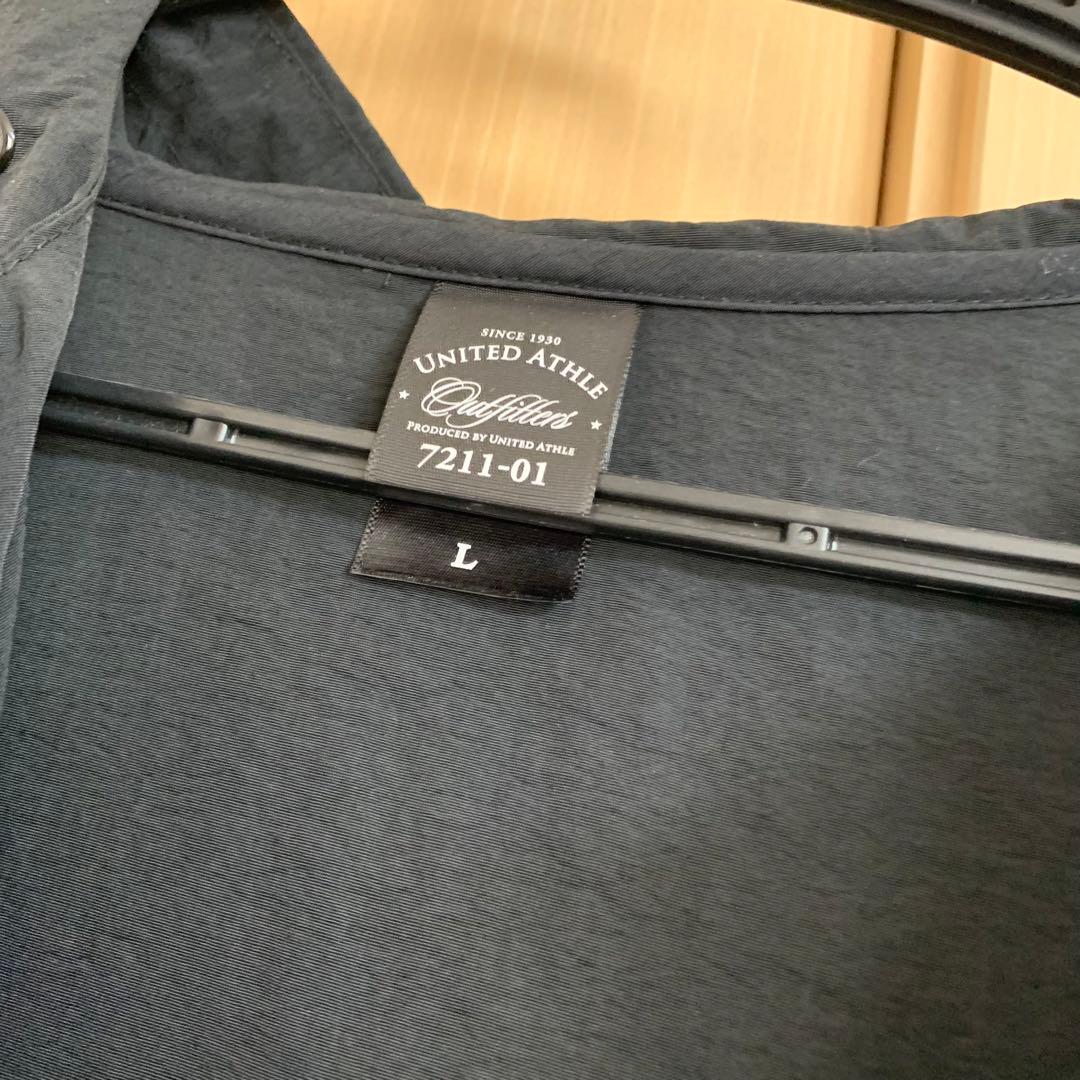 SINCE 1930
UNITED ATHLE
Outfitters
PRODUCED BY UNITED ATHLE
7211-01
L